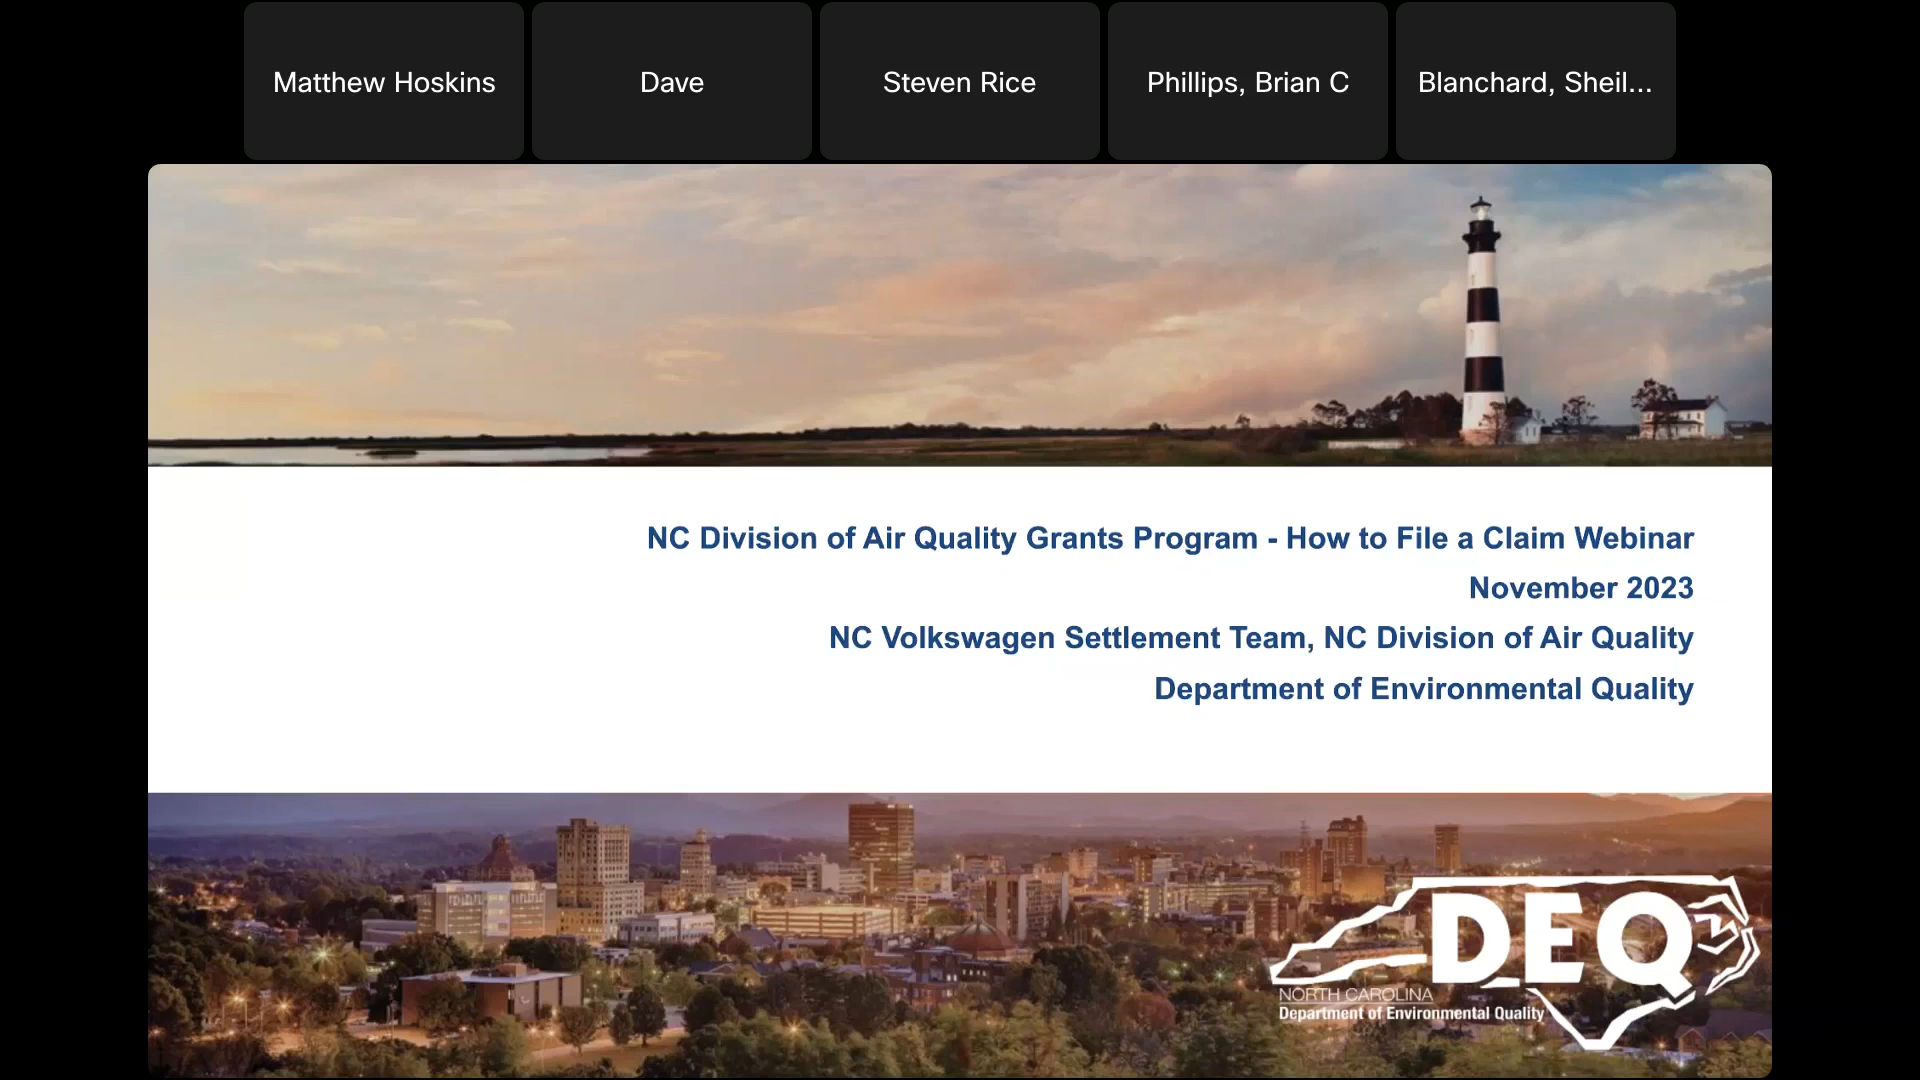 Matthew Hoskins
Dave
Steven Rice
Phillips, Brian C
Blanchard, Sheil...
NC Division of Air Quality Grants Program - How to File a Claim Webinar
November 2023
NC Volkswagen Settlement Team, NC Division of Air Quality
Department of Environmental Quality
DEQ
NORTH CAROLINA
Department of Environmental Quality